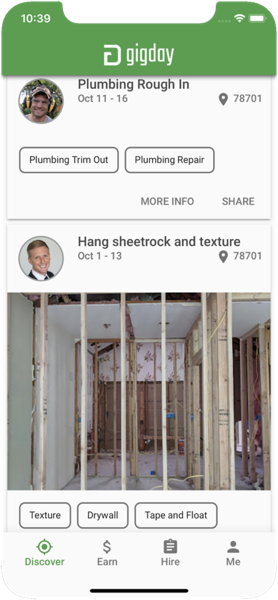 10:39
gigday
Plumbing Rough In
Oct 11 - 16
78701
Plumbing Trim Out
Plumbing Repair
MORE INFO
SHARE
Hang sheetrock and texture
Oct 1 - 13
78701
Texture
Drywall
Tape and Float
Discover
Earn
Hire
Me